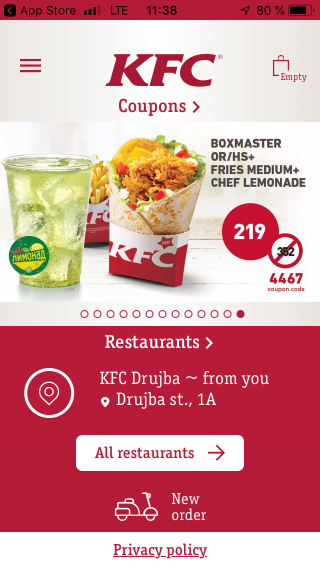 App Store LTE 11:38 80 %
KFC®
Empty
Coupons
BOXMASTER
OR/HS+
FRIES MEDIUM+
CHEF LEMONADE
219
352
4467
coupon code
ЛИМОНАД
KFC
KFC
Restaurants
KFC Drujba ~ from you
Drujba st., 1A
All restaurants
New
order
Privacy policy